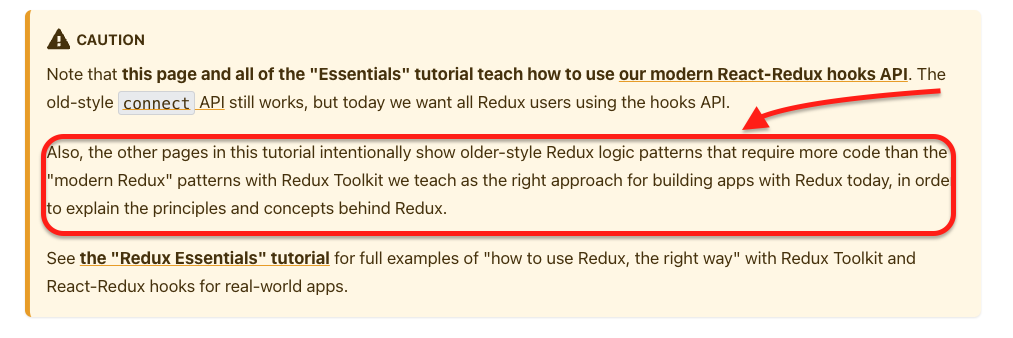 CAUTION
Note that this page and all of the "Essentials" tutorial teach how to use our modern React-Redux hooks API. The
old-style connect API still works, but today we want all Redux users using the hooks API.
Also, the other pages in this tutorial intentionally show older-style Redux logic patterns that require more code than the
"modern Redux" patterns with Redux Toolkit we teach as the right approach for building apps with Redux today, in orde
to explain the principles and concepts behind Redux.
See the "Redux Essentials" tutorial for full examples of "how to use Redux, the right way" with Redux Toolkit and
React-Redux hooks for real-world apps.